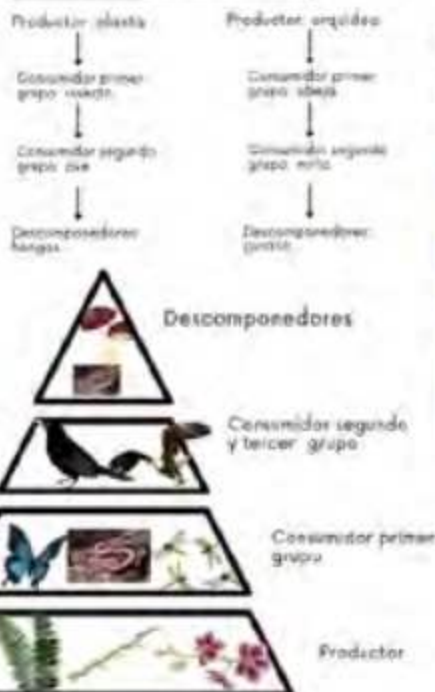 Productor planta
Consumidor primer
grupo insecto
Consumidor segundo
grupo ave
Descomponedores
hongos
Productor orquídea
Consumidor primer
grupo abeja
Consumidor segundo
grupo mirlo
Descomponedores
Descomponedores
Consumidor segundo
y tercer grupo
Consumidor primer
grupo
Productor